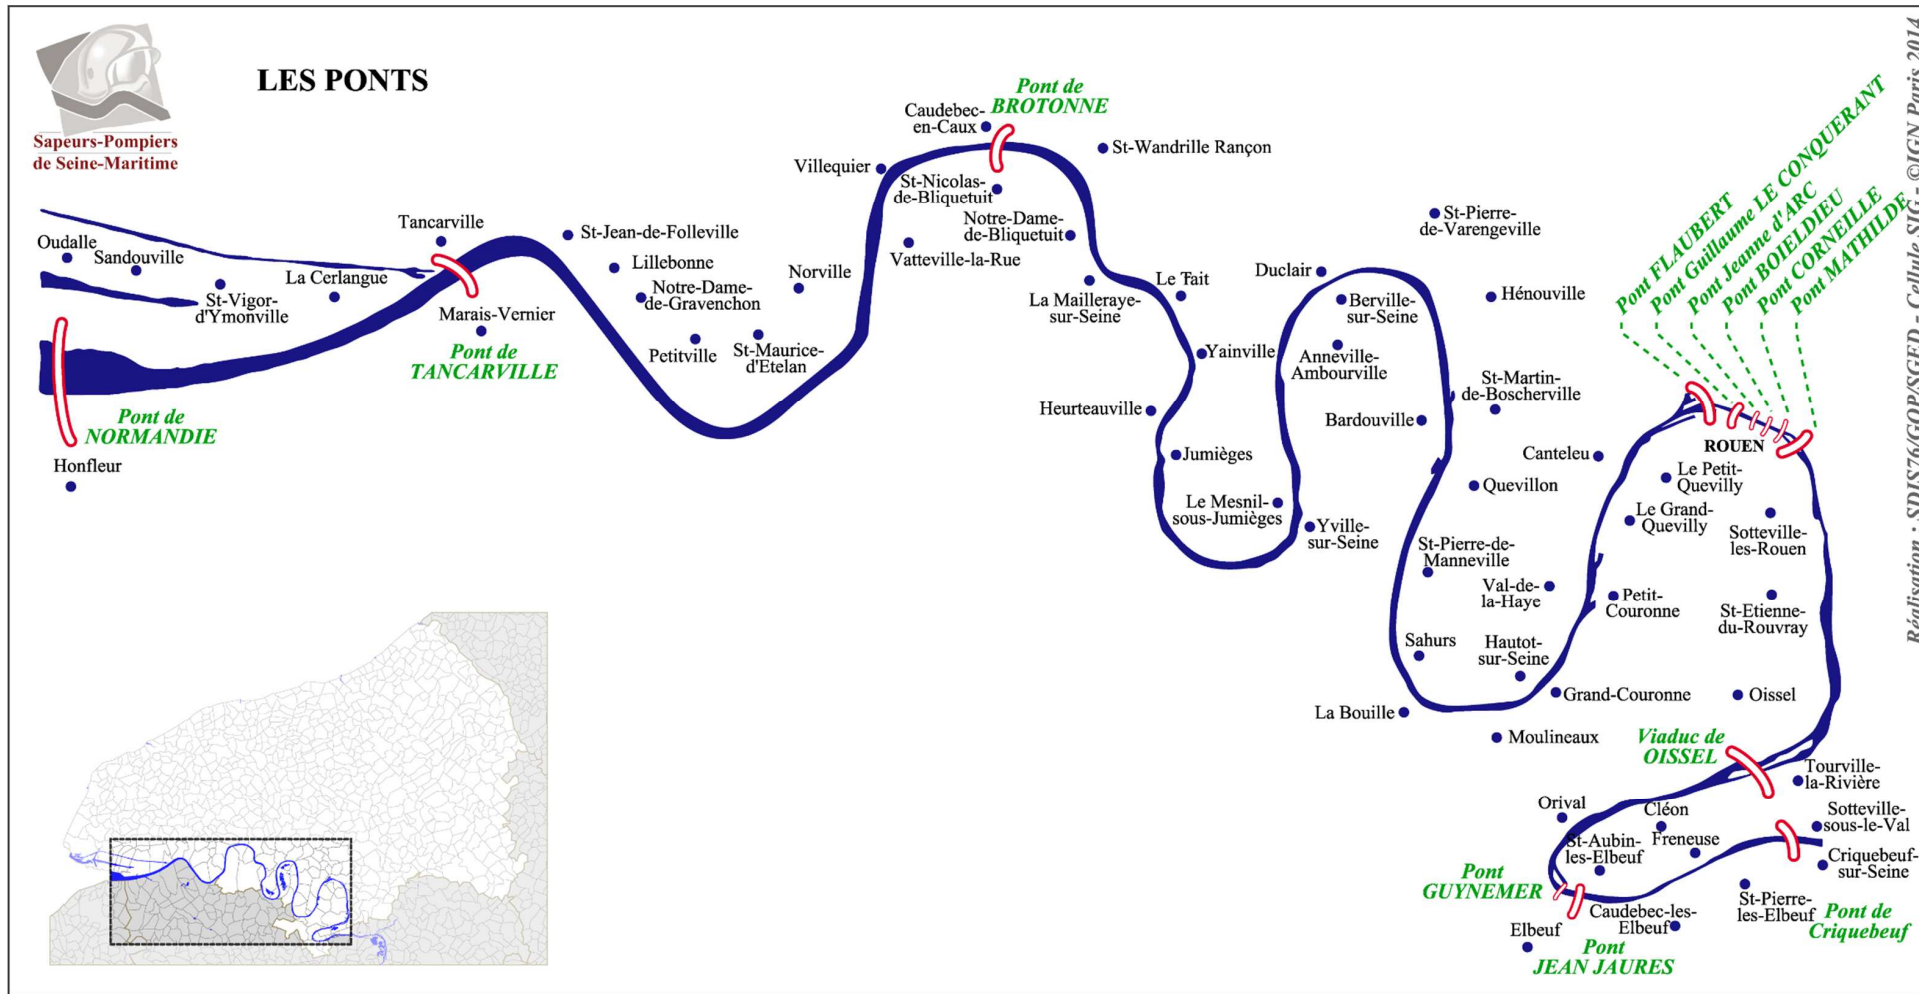 LES PONTS
Sapeurs-Pompiers
de Seine-Maritime
Pont de
BROTONNE
Caudebec-
en-Caux
St-Wandrille Rançon
Villequier
St-Nicolas-
de-Bliquetuit
Notre-Dame-
de-Bliquetuit
Vatteville-la-Rue
Tancarville
St-Jean-de-Folleville
Oudalle
Sandouville
La Cerlangue
St-Vigor-
d'Ymonville
Lillebonne
Notre-Dame-
de-Gravenchon
Norville
Marais-Vernier
Pont de
TANCARVILLE
Petitville
St-Maurice-
d'Etelan
Pont de
NORMANDIE
Honfleur
La Mailleraye-
sur-Seine
Le Tait
Duclair
Berville-
sur-Seine
St-Pierre-
de-Varengeville
Hénouville
Yainville
Anneville-
Ambourville
Heurteauville
Bardouville
St-Martin-
de-Boscherville
Jumièges
Le Mesnil-
sous-Jumièges
Yville-
sur-Seine
Quevillon
Canteleu
Pont FLAUBERT
Pont Guillaume LE CONQUERANT
Pont Jeanne d'ARC
Pont BOIELDIEU
Pont CORNEILLE
Pont MATHILDE
ROUEN
Le Petit-
Quevilly
Le Grand-
Quevilly
Sotteville-
les-Rouen
St-Pierre-de-
Manneville
Val-de-
la-Haye
Petit-
Couronne
St-Etienne-
du-Rouvray
Sahurs
Hautot-
sur-Seine
Grand-Couronne
Oissel
La Bouille
Moulineaux
Viaduc de
OISSEL
Tourville-
la-Rivière
Orival
Cléon
Sotteville-
sous-le-Val
St-Aubin-
les-Elbeuf
Freneuse
Criquebeuf-
sur-Seine
Pont
GUYNEMER
St-Pierre-
les-Elbeuf
Pont de
Criquebeuf
Caudebec-les-
Elbeuf
Elbeuf
Pont
JEAN JAURES
Réalisation : SDIS76/GOP/SGED - Cellule SIG - ©IGN Paris 2014